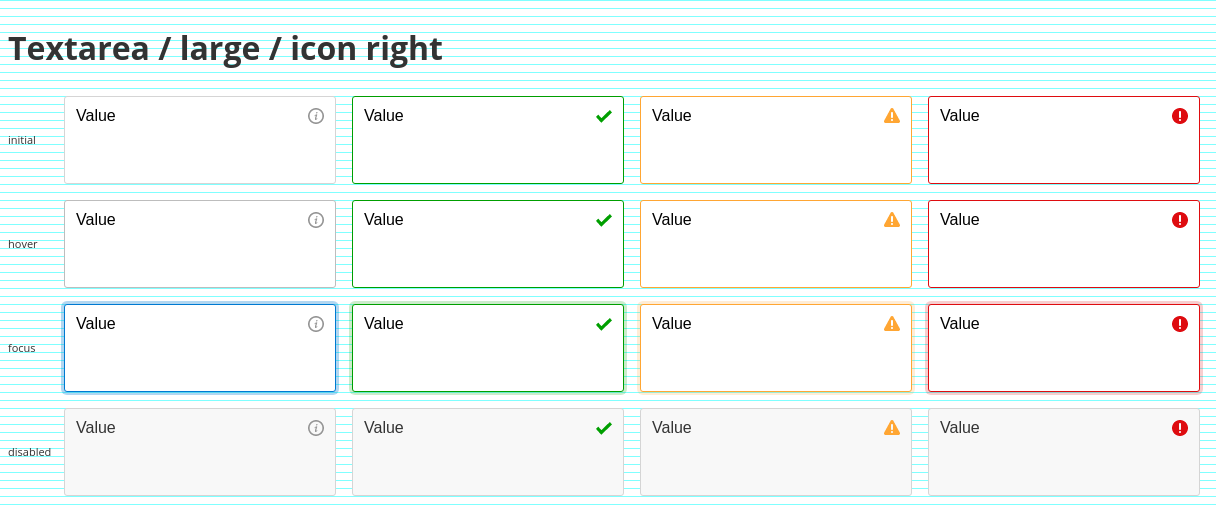 Textarea / large / icon right
initial Value Value Value Value
hover Value Value Value Value
focus Value Value Value Value
disabled Value Value Value Value